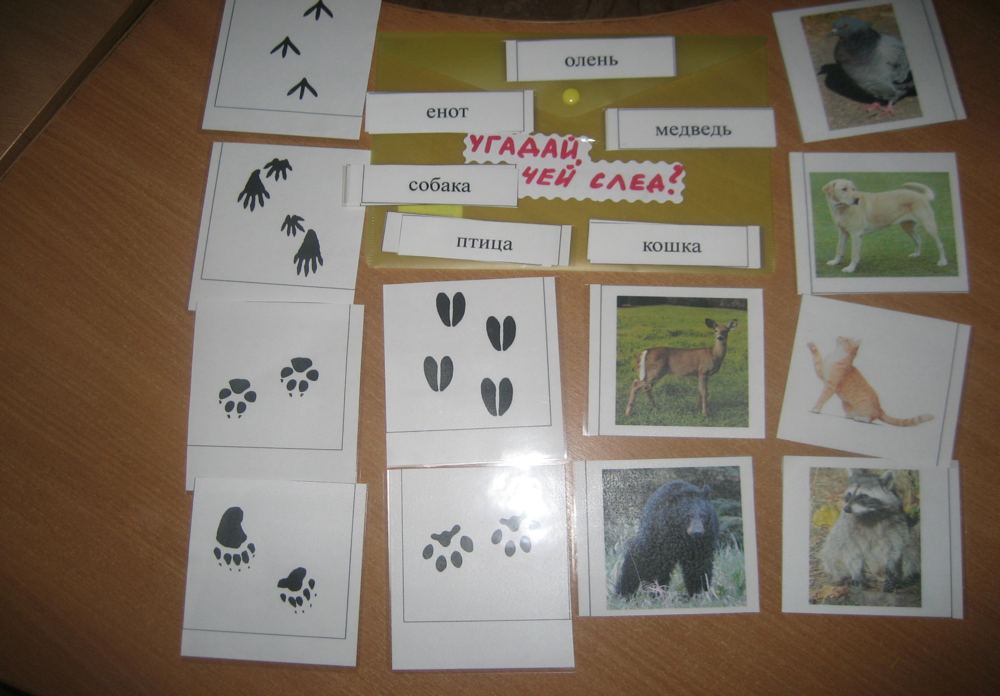 олень
енот
медведь
УГАДАЙ,
ЧЕЙ СЛЕД?
собака
птица
кошка